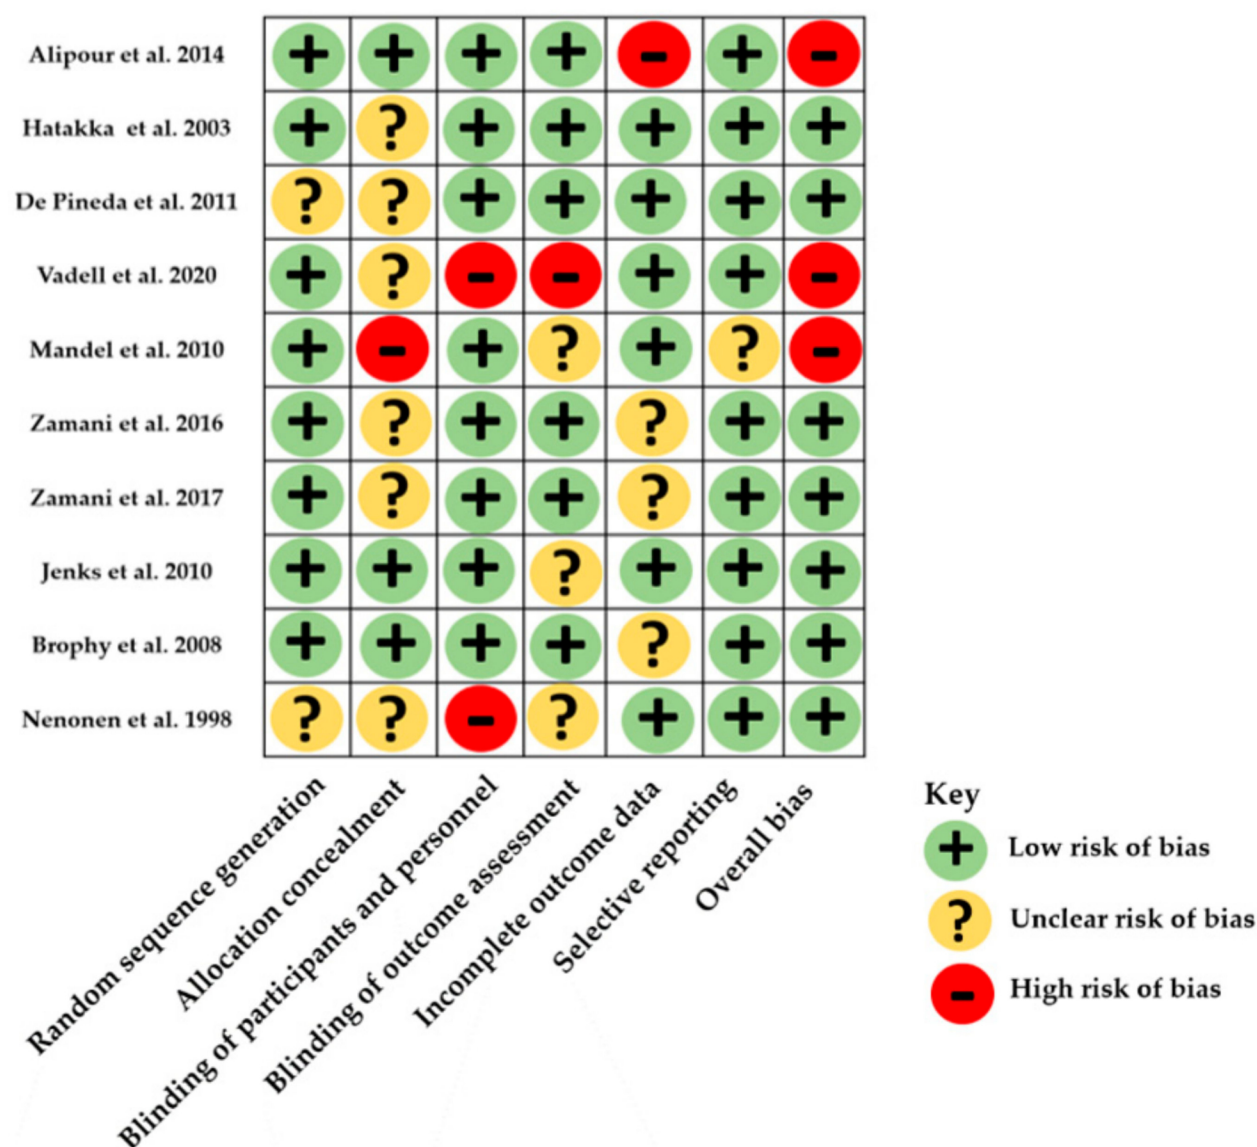 Alipour et al. 2014 + + + + - + -
Hatakka et al. 2003 + ? + + + + +
De Pineda et al. 2011 ? ? + + + + +
Vadell et al. 2020 + ? - - + + -
Mandel et al. 2010 + - + ? + ? -
Zamani et al. 2016 + ? + + ? + +
Zamani et al. 2017 + ? + + ? + +
Jenks et al. 2010 + + + ? + + +
Brophy et al. 2008 + + + + ? + +
Nenonen et al. 1998 ? ? - ? + + +
Random sequence generation
Allocation concealment
Blinding of participants and personnel
Blinding of outcome assessment
Incomplete outcome data
Selective reporting
Overall bias
Key
+ Low risk of bias
? Unclear risk of bias
- High risk of bias